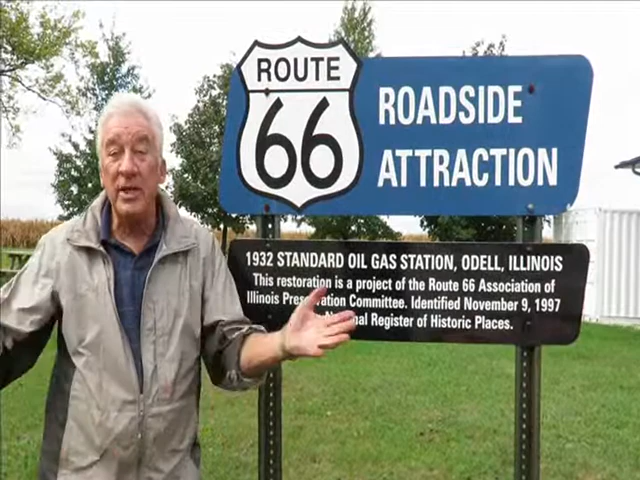 ROUTE
66
ROADSIDE
ATTRACTION
1932 STANDARD OIL GAS STATION, ODELL, ILLINOIS
This restoration is a project of the Route 66 Association of
Illinois Preservation Committee. Identified November 9, 1997
Register of Historic Places.